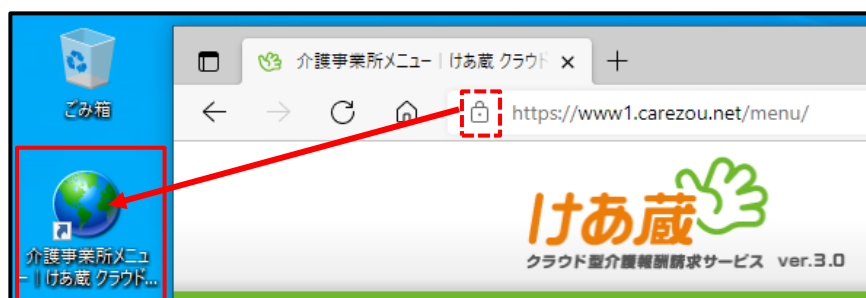 ごみ箱
介護事業所メニュー | けあ蔵 クラウド
https://www1.carezou.net/menu/
けあ蔵
クラウド型介護報酬請求サービス ver.3.0
介護事業所メニュ
ー | けあ蔵 クラウド...